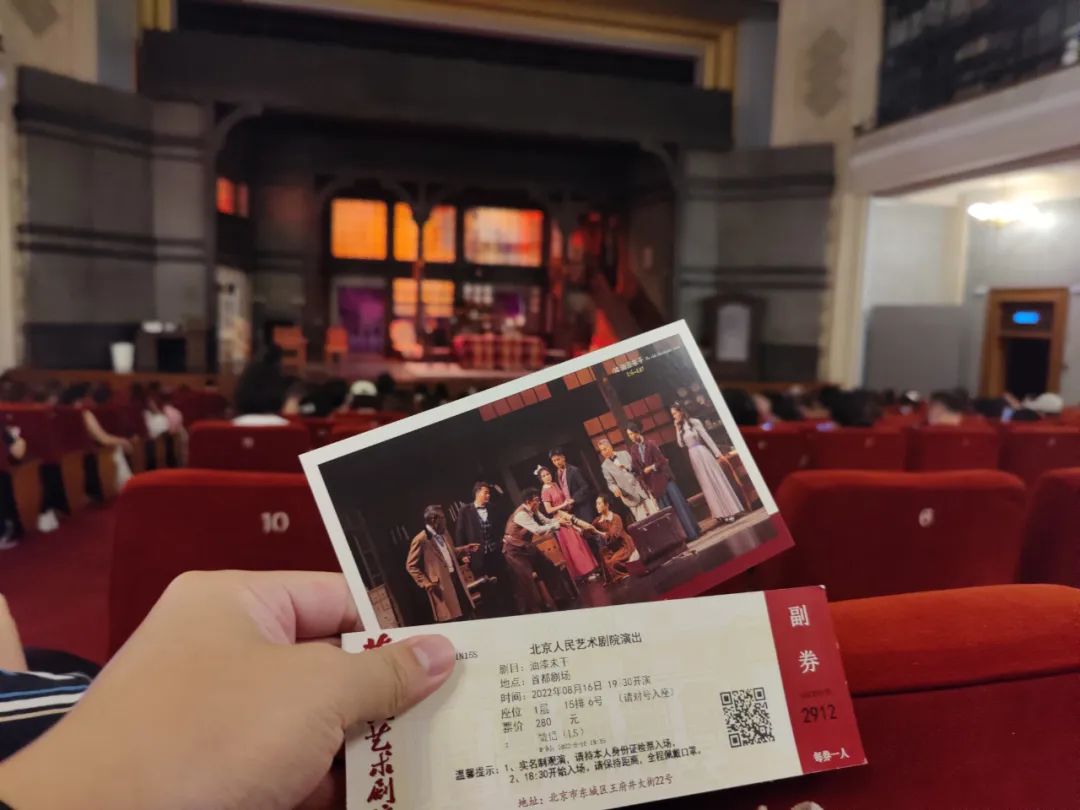 10
6
油漆未干
IN15S
北京人民艺术剧院演出
剧目：油漆未干
地点：首都剧场
时间：2022年08月16日 19:30开演
座位 1层 15排 6号 （请对号入座）
票价 280 元
温馨提示：1、实名制观演，请持本人身份证检票入场，
2、18:30开始入场，请保持距离，全程佩戴口罩。
地址：北京市东城区王府井大街22号
艺术剧
副券
2912
每券一人